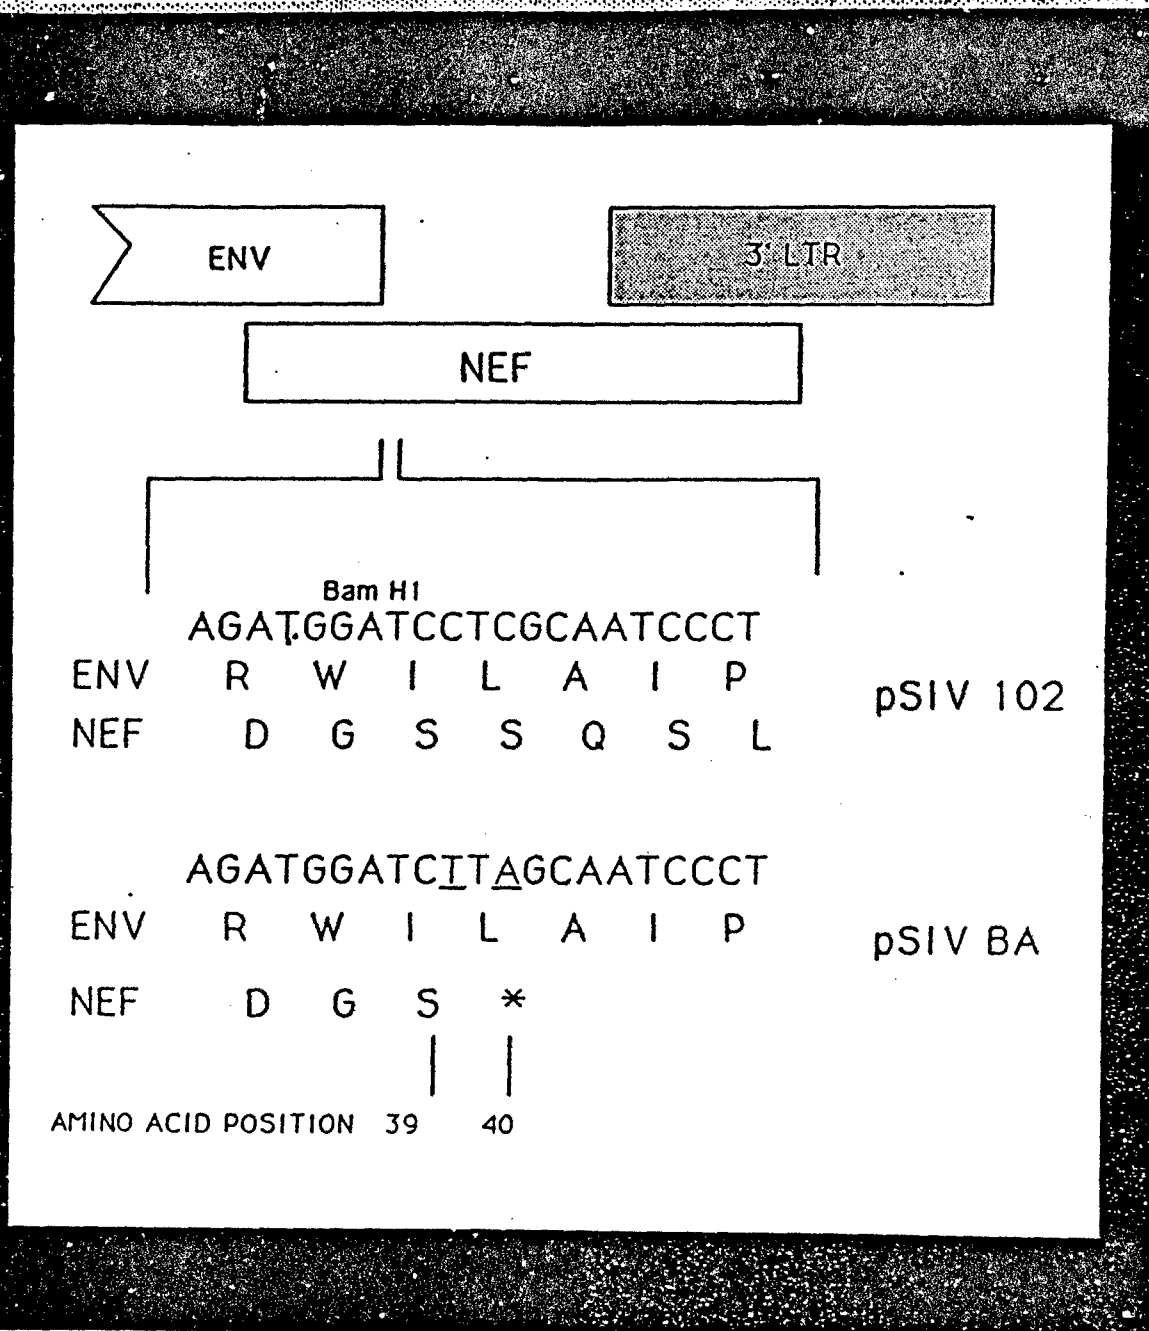 ENV
3' LTR
NEF
Bam H1
AGAT.GGATCCTCGCAATCCCT
ENV R W I L A I P
pSIV 102
NEF D G S S Q S L
AGATGGATCTTAGCAATCCCT
ENV R W I L A I P
pSIV BA
NEF D G S *
AMINO ACID POSITION 39 40